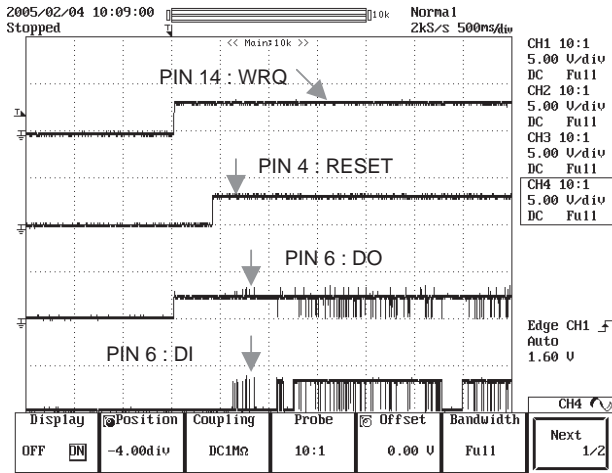 2005/02/04 10:09:00
Stopped
10k
Normal
2kS/s 500ms/div
<< Main:10k >>
CH1 10:1
5.00 V/div
DC Full
CH2 10:1
5.00 V/div
DC Full
CH3 10:1
5.00 V/div
DC Full
CH4 10:1
5.00 V/div
DC Full
PIN 14 : WRQ
PIN 4 : RESET
PIN 6 : DO
PIN 6 : DI
Edge CH1
Auto
1.60 V
CH4
Display
OFF ON
Position
-4.00div
Coupling
DC1MΩ
Probe
10:1
Offset
0.00 V
Bandwidth
Full
Next
1/2